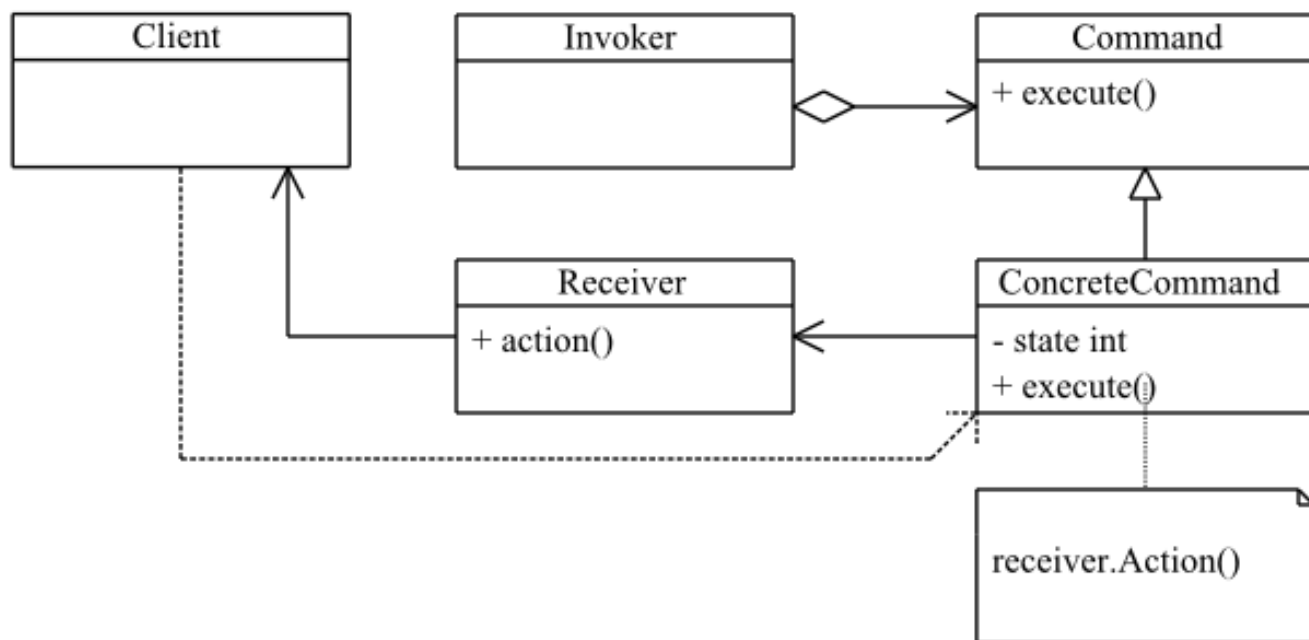 Client
Invoker
Command
+ execute()
Receiver
+ action()
ConcreteCommand
- state int
+ execute()
receiver.Action()